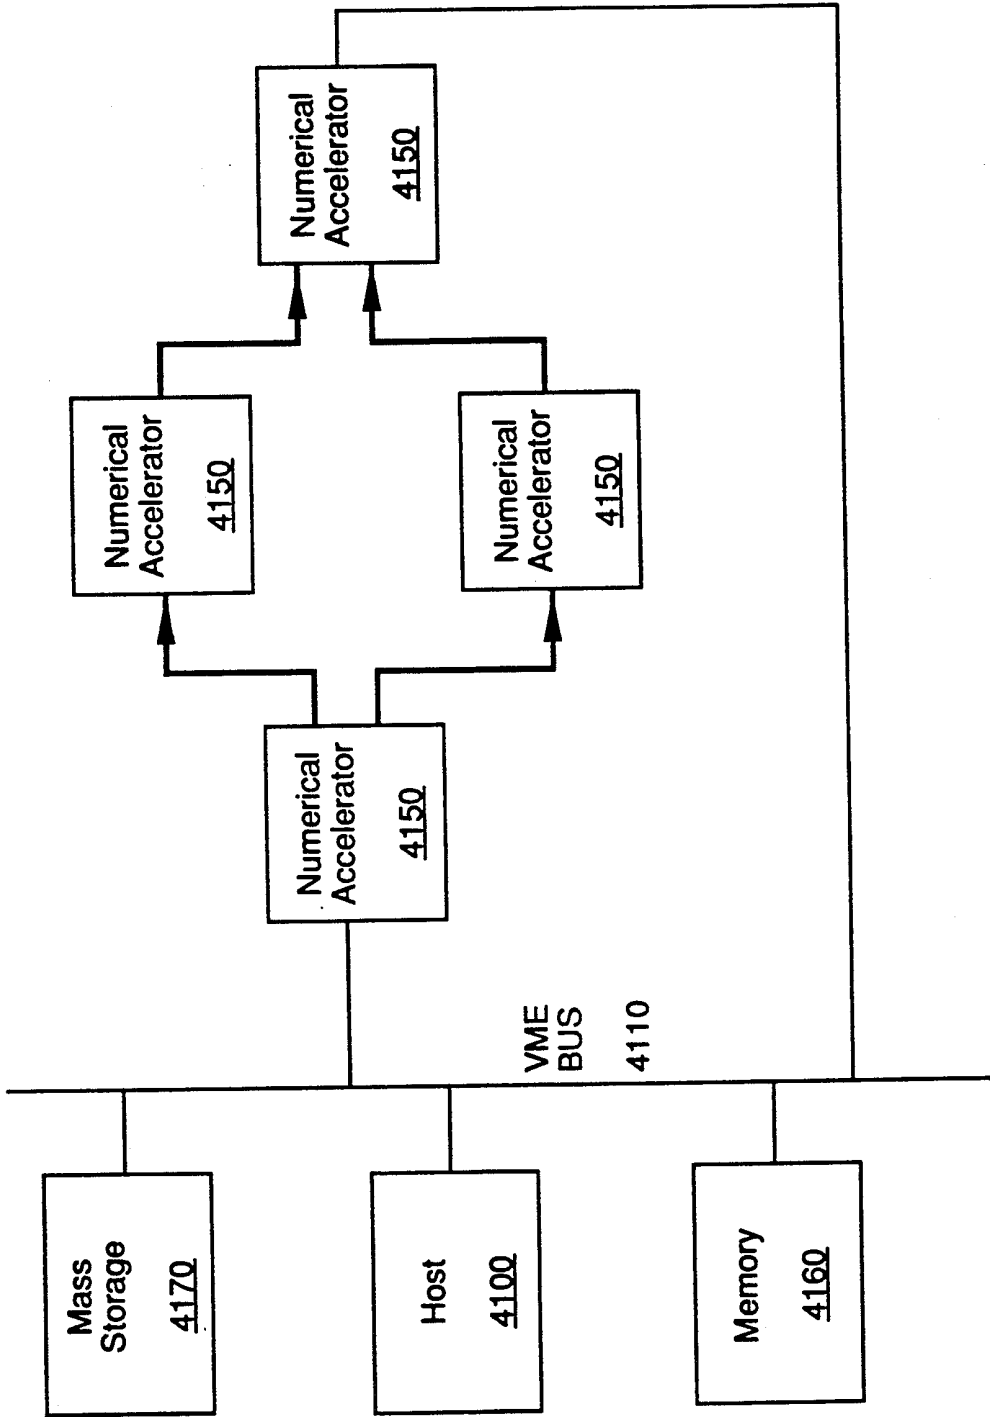 Mass
Storage
4170
Host
4100
Memory
4160
VME
BUS
4110
Numerical
Accelerator
4150
Numerical
Accelerator
4150
Numerical
Accelerator
4150
Numerical
Accelerator
4150